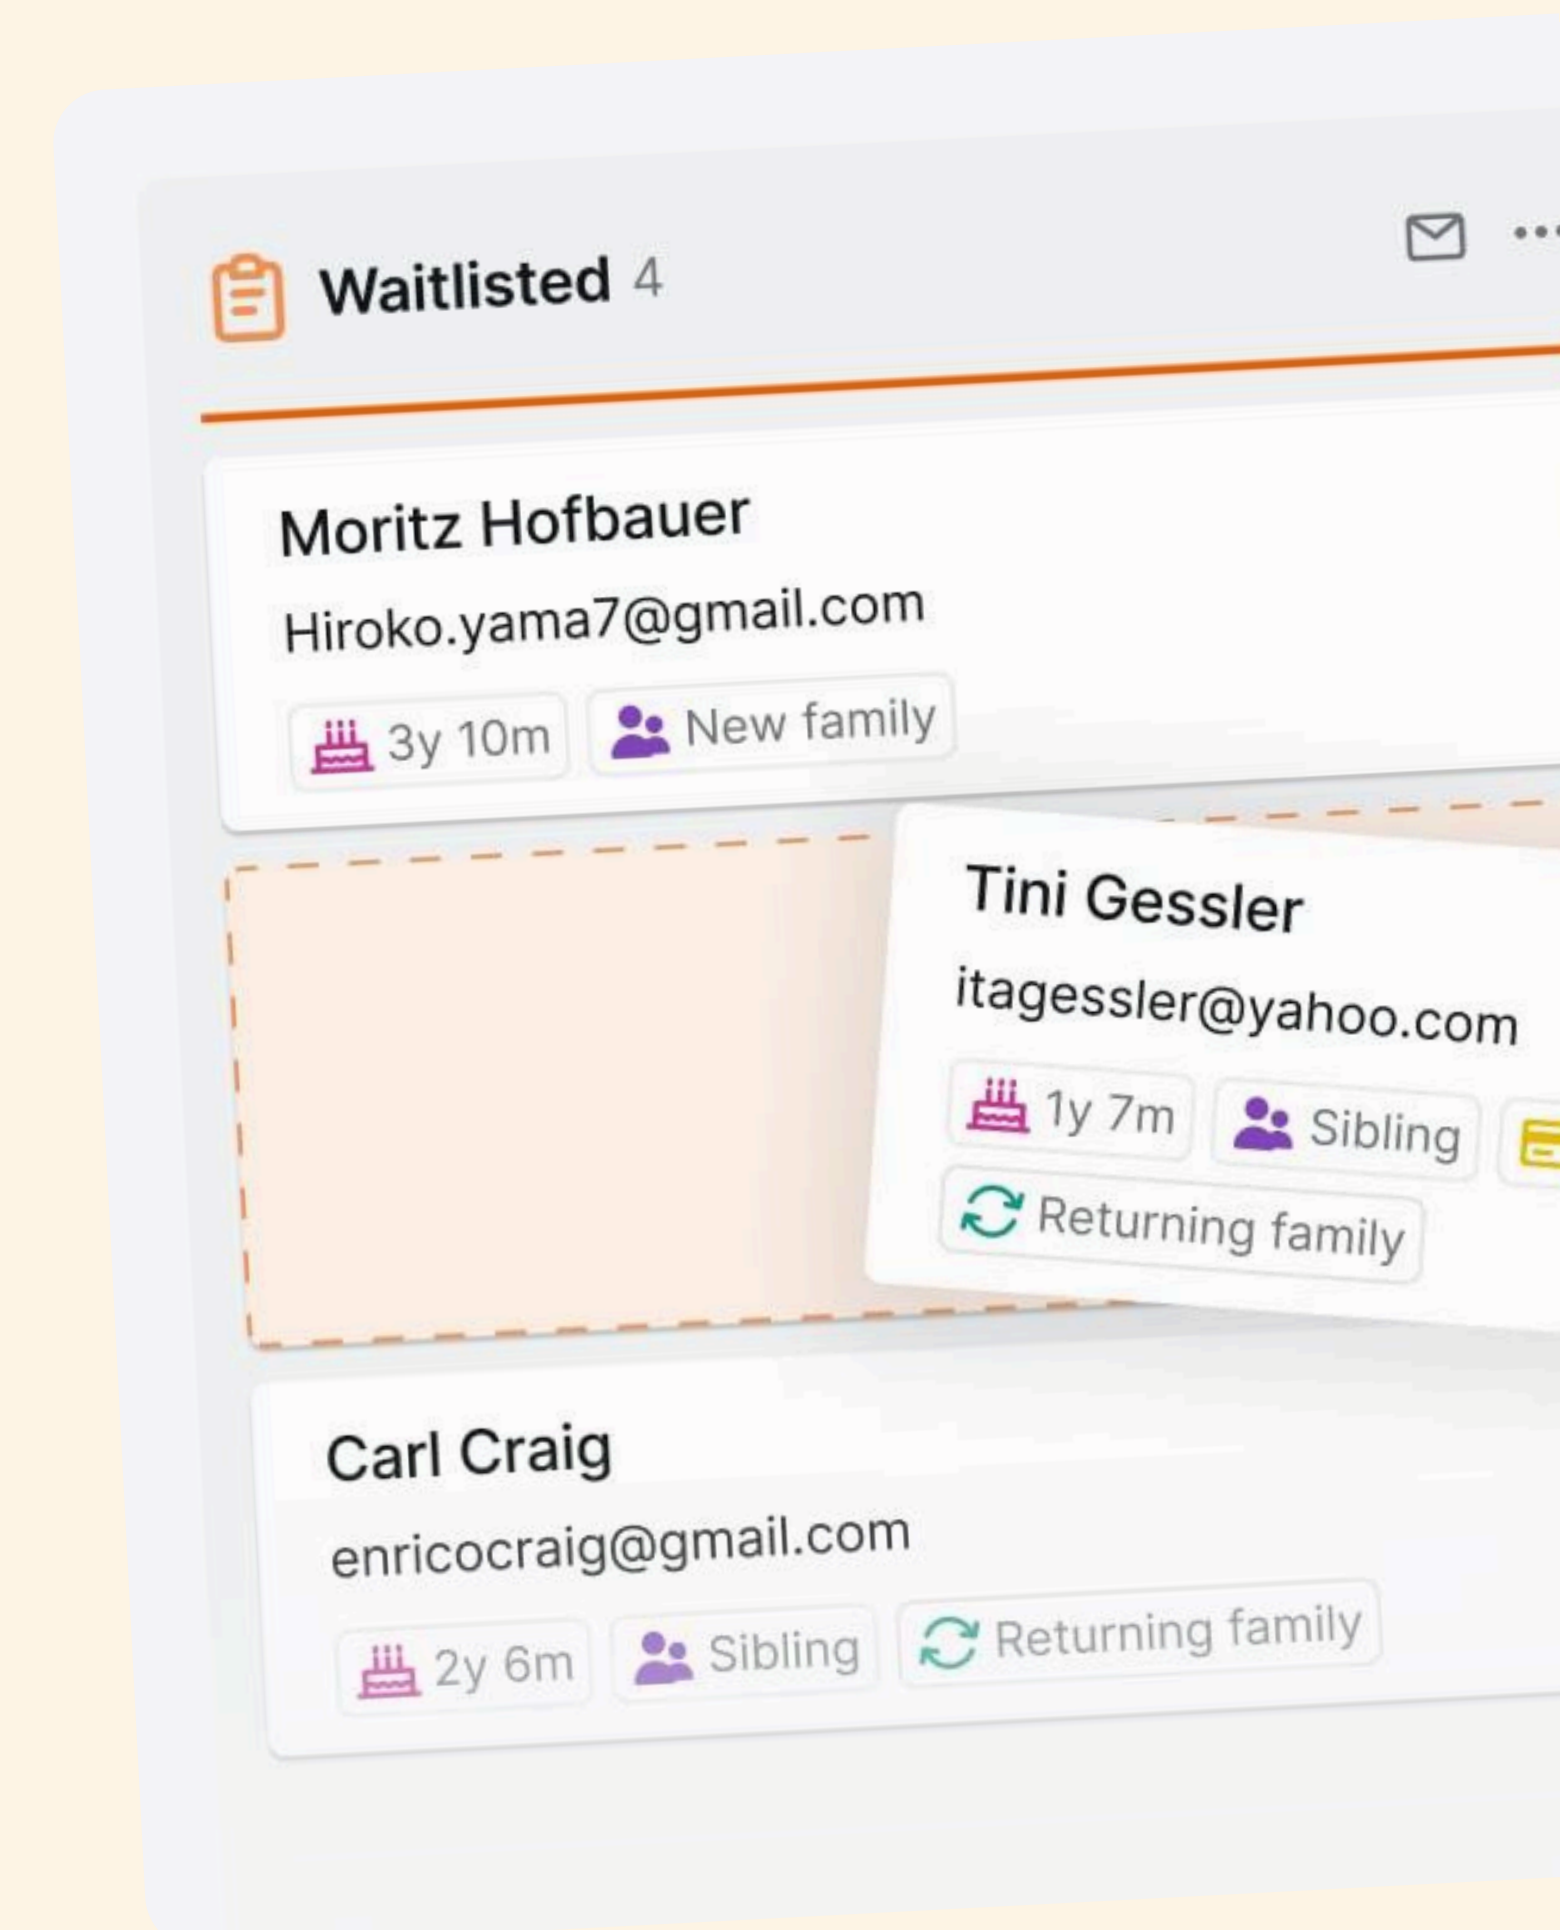 Waitlisted 4
Moritz Hofbauer
Hiroko.yama7@gmail.com
3y 10m New family
Tini Gessler
itagessler@yahoo.com
1y 7m Sibling
Returning family
Carl Craig
enricocraig@gmail.com
2y 6m Sibling Returning family